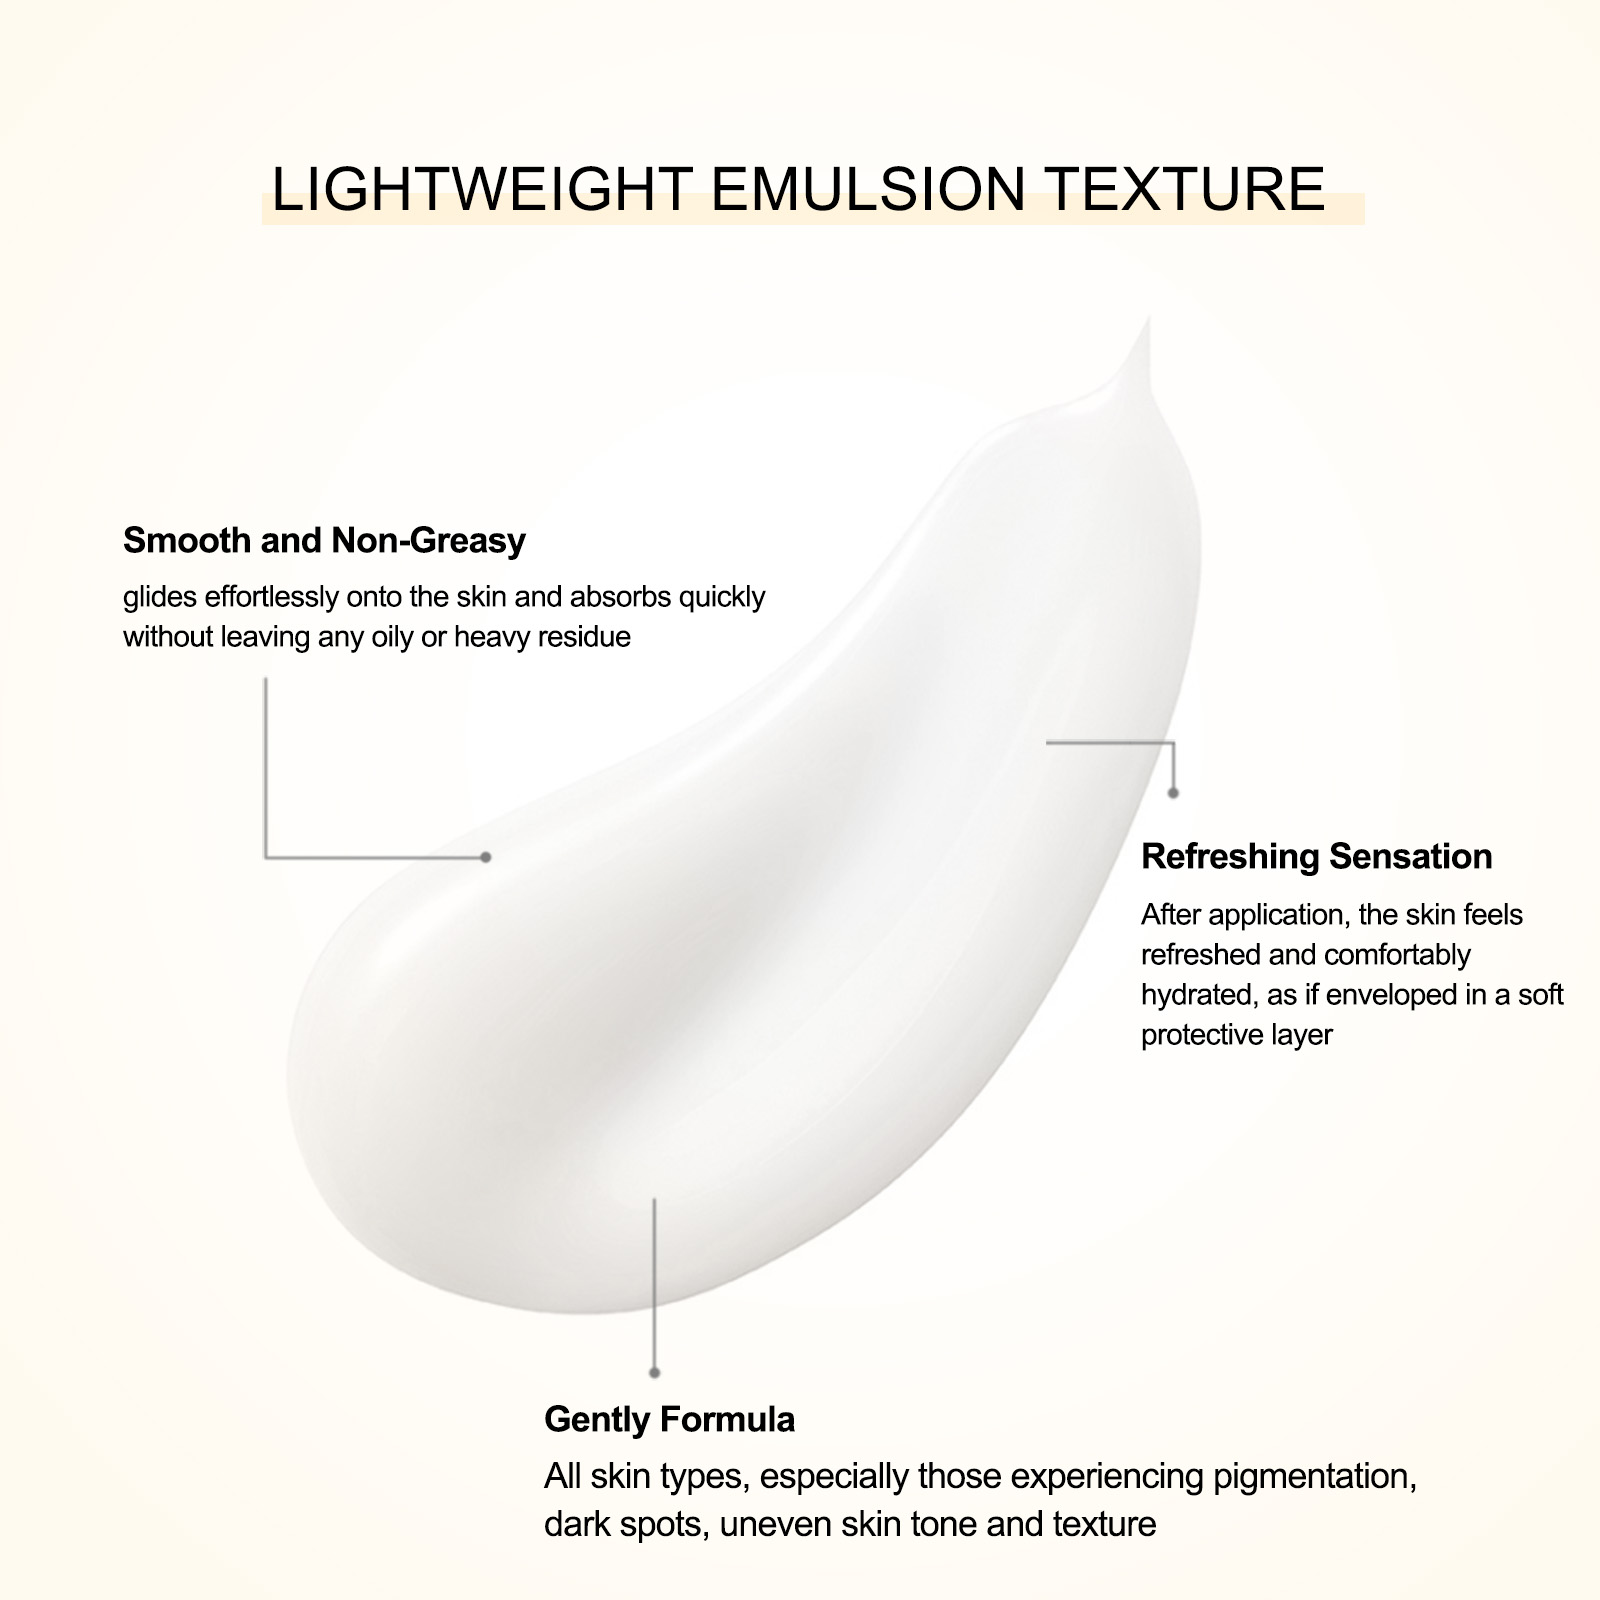 LIGHTWEIGHT EMULSION TEXTURE
Smooth and Non-Greasy
glides effortlessly onto the skin and absorbs quickly
without leaving any oily or heavy residue
Refreshing Sensation
After application, the skin feels
refreshed and comfortably
hydrated, as if enveloped in a soft
protective layer
Gently Formula
All skin types, especially those experiencing pigmentation,
dark spots, uneven skin tone and texture